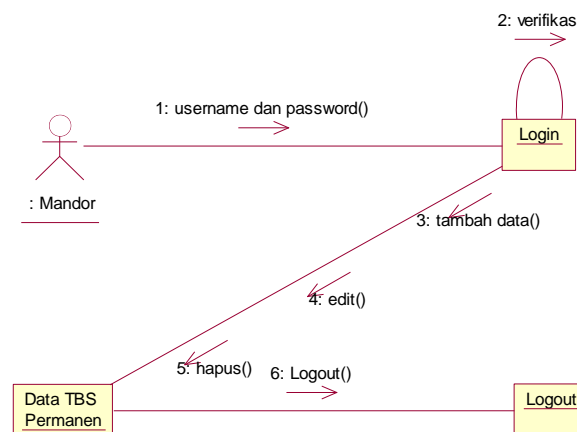 2: verifikas
1: username dan password()
Login
: Mandor
3: tambah data()
4: edit()
5: hapus()
6: Logout()
Data TBS
Permanen
Logout